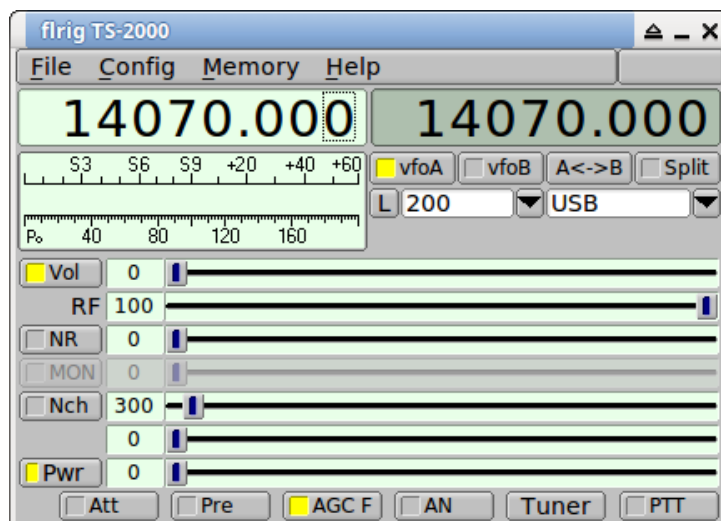 flrig TS-2000
File Config Memory Help
14070.000 14070.000
S3 S6 S9 +20 +40 +60
vfoA vfoB A<->B Split
L 200 USB
Po 40 80 120 160
Vol 0
RF 100
NR 0
MON 0
Nch 300
0
Pwr 0
Att Pre AGC F AN Tuner PTT